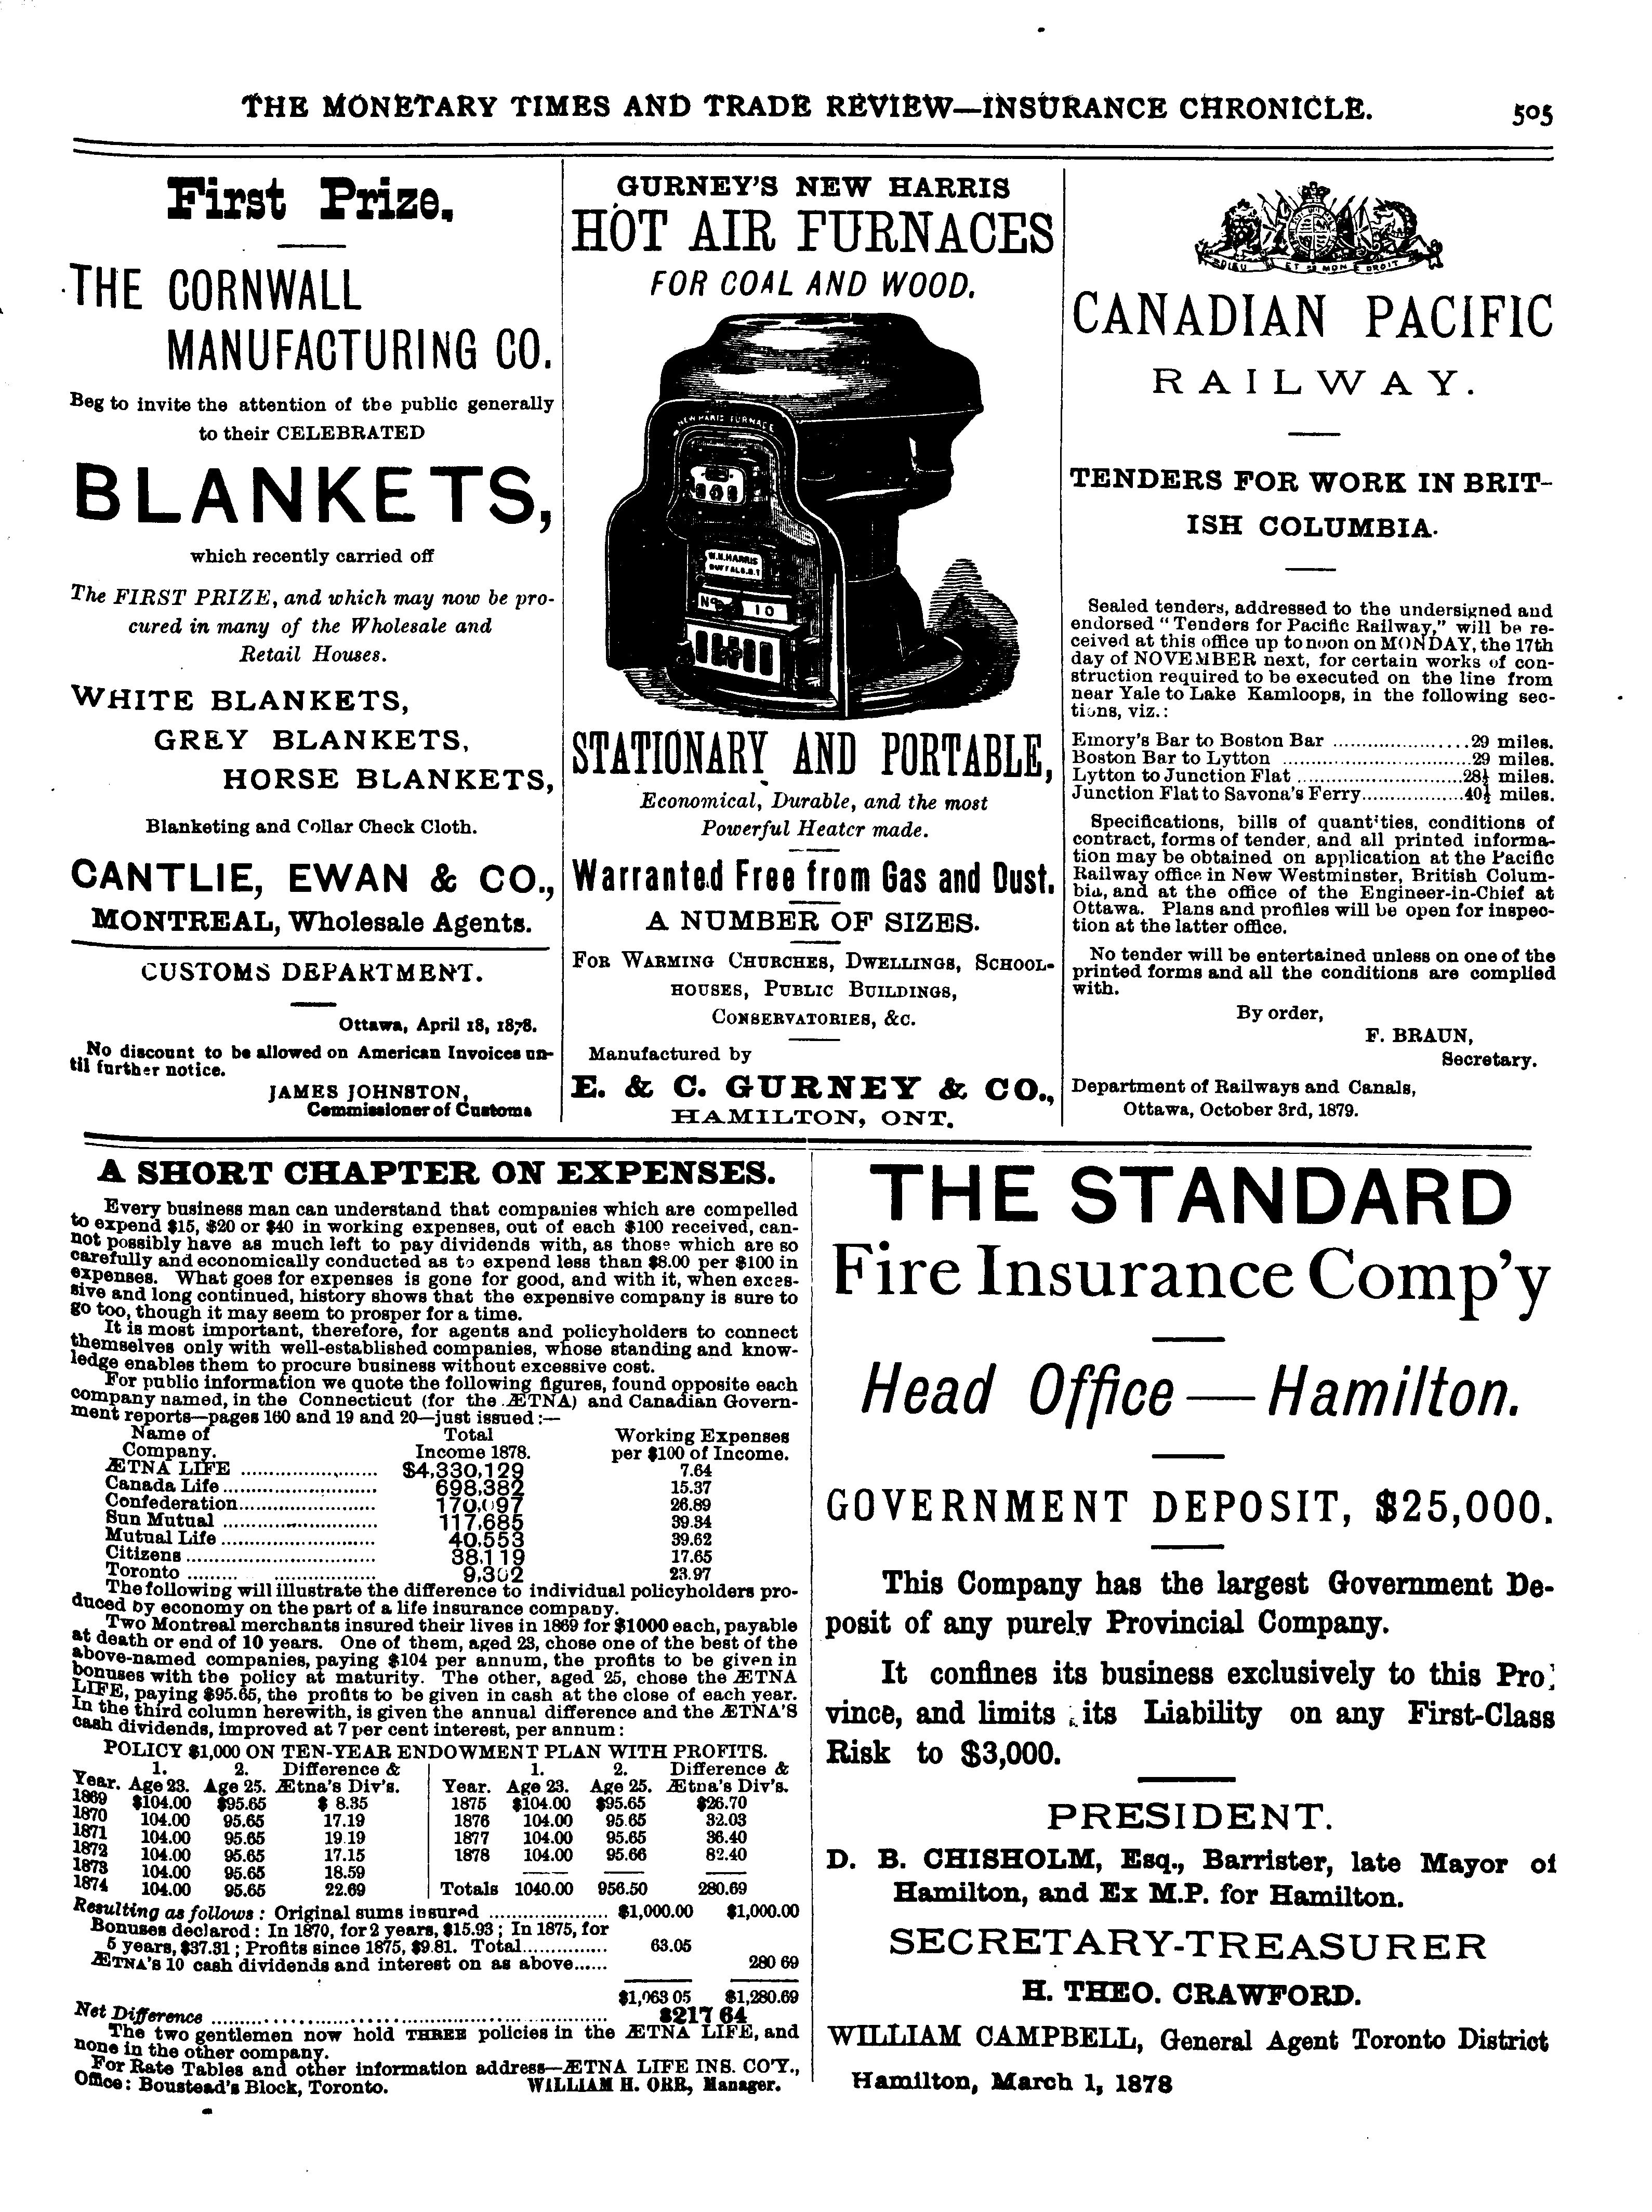 THE MONETARY TIMES AND TRADE REVIEW—INSURANCE CHRONICLE. 505
First Prize.
THE CORNWALL
MANUFACTURING CO.
Beg to invite the attention of the public generally
to their CELEBRATED
BLANKETS,
which recently carried off
The FIRST PRIZE, and which may now be pro-
cured in many of the Wholesale and
Retail Houses.
WHITE BLANKETS,
GREY BLANKETS,
HORSE BLANKETS,
Blanketing and Collar Check Cloth.
CANTLIE, EWAN & CO.,
MONTREAL, Wholesale Agents.
CUSTOMS DEPARTMENT.
Ottawa, April 18, 1878.
No discount to be allowed on American Invoices un-
til further notice.
JAMES JOHNSTON,
Commissioner of Customs
GURNEY'S NEW HARRIS
HOT AIR FURNACES
FOR COAL AND WOOD.
NEW HARIS FURNACE
W.H.HARRIS
BUFFALO.N.Y
No 10
STATIONARY AND PORTABLE,
Economical, Durable, and the most
Powerful Heater made.
Warranted Free from Gas and Dust.
A NUMBER OF SIZES.
FOR WARMING CHURCHES, DWELLINGS, SCHOOL-
HOUSES, PUBLIC BUILDINGS,
CONSERVATORIES, &C.
Manufactured by
E. & C. GURNEY & CO.,
HAMILTON, ONT.
DIEU ET MON DROIT
CANADIAN PACIFIC
RAILWAY.
TENDERS FOR WORK IN BRIT-
ISH COLUMBIA.
Sealed tenders, addressed to the undersigned and
endorsed "Tenders for Pacific Railway," will be re-
ceived at this office up to noon on MONDAY, the 17th
day of NOVEMBER next, for certain works of con-
struction required to be executed on the line from
near Yale to Lake Kamloops, in the following sec-
tions, viz.:
Emory's Bar to Boston Bar ........................29 miles.
Boston Bar to Lytton ..............................29 miles.
Lytton to Junction Flat .............................28½ miles.
Junction Flat to Savona's Ferry..................40½ miles.
Specifications, bills of quantities, conditions of
contract, forms of tender, and all printed informa-
tion may be obtained on application at the Pacific
Railway office in New Westminster, British Colum-
bia, and at the office of the Engineer-in-Chief at
Ottawa. Plans and profiles will be open for inspec-
tion at the latter office.
No tender will be entertained unless on one of the
printed forms and all the conditions are complied
with.
By order,
F. BRAUN,
Secretary.
Department of Railways and Canals,
Ottawa, October 3rd, 1879.
A SHORT CHAPTER ON EXPENSES.
Every business man can understand that companies which are compelled
to expend $15, $20 or $40 in working expenses, out of each $100 received, can-
not possibly have as much left to pay dividends with, as those which are so
carefully and economically conducted as to expend less than $8.00 per $100 in
expenses. What goes for expenses is gone for good, and with it, when exces-
sive and long continued, history shows that the expensive company is sure to
go too, though it may seem to prosper for a time.
It is most important, therefore, for agents and policyholders to connect
themselves only with well-established companies, whose standing and know-
ledge enables them to procure business without excessive cost.
For public information we quote the following figures, found opposite each
company named, in the Connecticut (for the ÆTNA) and Canadian Govern-
ment reports—pages 160 and 19 and 20—just issued:—
Name of Total Working Expenses
Company. Income 1878. per $100 of Income.
ÆTNA LIFE ......................... $4,330,129 7.64
Canada Life............................ 698,382 15.37
Confederation......................... 170,097 26.89
Sun Mutual ............................ 117,685 39.34
Mutual Life ............................ 40,553 39.62
Citizens .................................. 38,119 17.65
Toronto ......... .................. 9,302 23.97
The following will illustrate the difference to individual policyholders pro-
duced by economy on the part of a life insurance company.
Two Montreal merchants insured their lives in 1869 for $1000 each, payable
at death or end of 10 years. One of them, aged 23, chose one of the best of the
above-named companies, paying $104 per annum, the profits to be given in
bonuses with the policy at maturity. The other, aged 25, chose the ÆTNA
LIFE, paying $95.65, the profits to be given in cash at the close of each year.
In the third column herewith, is given the annual difference and the ÆTNA'S
cash dividends, improved at 7 per cent interest, per annum:
POLICY $1,000 ON TEN-YEAR ENDOWMENT PLAN WITH PROFITS.
1. 2. Difference & 1. 2. Difference &
Year. Age 23. Age 25. Ætna's Div's. Year. Age 23. Age 25. Ætna's Div's.
1869 $104.00 $95.65 $ 8.35 1875 $104.00 $95.65 $26.70
1870 104.00 95.65 17.19 1876 104.00 95.65 32.03
1871 104.00 95.65 19.19 1877 104.00 95.65 36.40
1872 104.00 95.65 17.15 1878 104.00 95.66 82.40
1873 104.00 95.65 18.59
1874 104.00 95.65 22.69 Totals 1040.00 956.50 280.69
Resulting as follows: Original sums insured ..................... $1,000.00 $1,000.00
Bonuses declared: In 1870, for 2 years, $15.93; In 1875, for
5 years, $37.31; Profits since 1875, $9.81. Total............... 63.05
ÆTNA'S 10 cash dividends and interest on as above...... 280 69
$1,063 05 $1,280.69
Net Difference ...................................................... $217 64
The two gentlemen now hold THREE policies in the ÆTNA LIFE, and
none in the other company.
For Rate Tables and other information address—ÆTNA LIFE INS. CO'Y.,
Office: Boustead's Block, Toronto. WILLIAM H. ORR, Manager.
THE STANDARD
Fire Insurance Comp'y
Head Office—Hamilton.
GOVERNMENT DEPOSIT, $25,000.
This Company has the largest Government De-
posit of any purely Provincial Company.
It confines its business exclusively to this Pro-
vince, and limits its Liability on any First-Class
Risk to $3,000.
PRESIDENT.
D. B. CHISHOLM, Esq., Barrister, late Mayor of
Hamilton, and Ex M.P. for Hamilton.
SECRETARY-TREASURER
H. THEO. CRAWFORD.
WILLIAM CAMPBELL, General Agent Toronto District
Hamilton, March 1, 1878